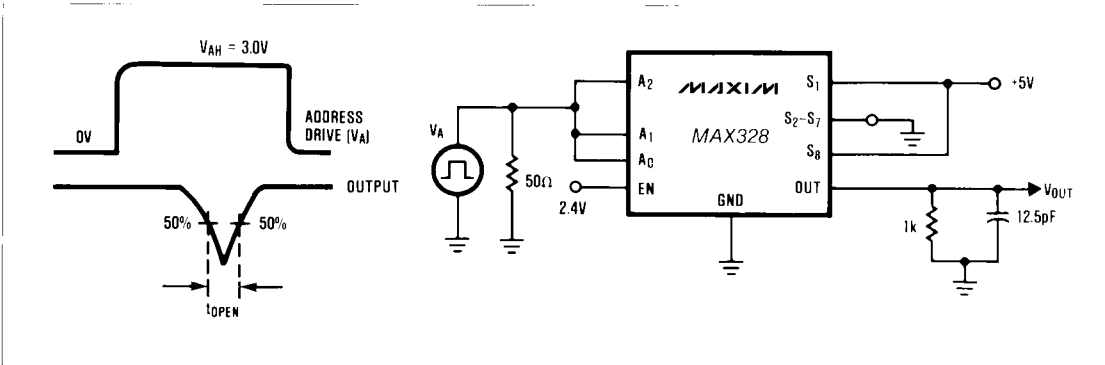 VAH = 3.0V
0V
ADDRESS
DRIVE (VA)
OUTPUT
50%
50%
tOPEN
VA
50Ω
2.4V
A2
A1
A0
EN
MAXIM
MAX328
GND
S1
S2–S7
S8
OUT
+5V
VOUT
1k
12.5pF